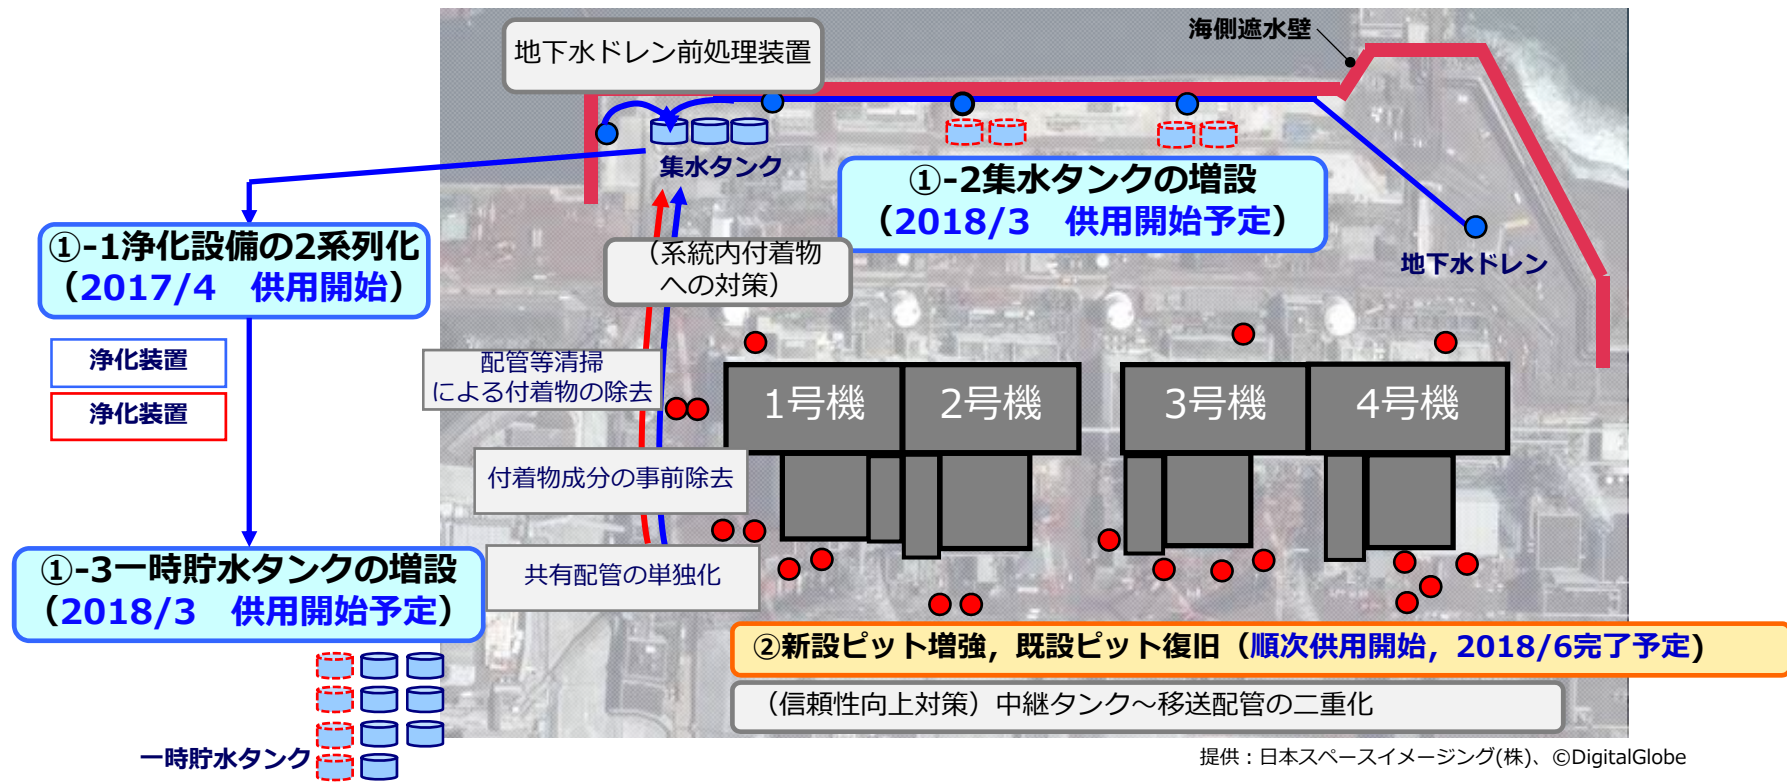 地下水ドレン前処理装置
海側遮水壁
集水タンク
①-2集水タンクの増設
（2018/3　供用開始予定）
①-1浄化設備の2系列化
（2017/4　供用開始）
（系統内付着物
への対策）
地下水ドレン
浄化装置
浄化装置
配管等清掃
による付着物の除去
1号機
2号機
3号機
4号機
付着物成分の事前除去
共有配管の単独化
①-3一時貯水タンクの増設
（2018/3　供用開始予定）
②新設ピット増強，既設ピット復旧（順次供用開始，2018/6完了予定)
（信頼性向上対策）中継タンク～移送配管の二重化
一時貯水タンク
提供：日本スペースイメージング(株)、©DigitalGlobe